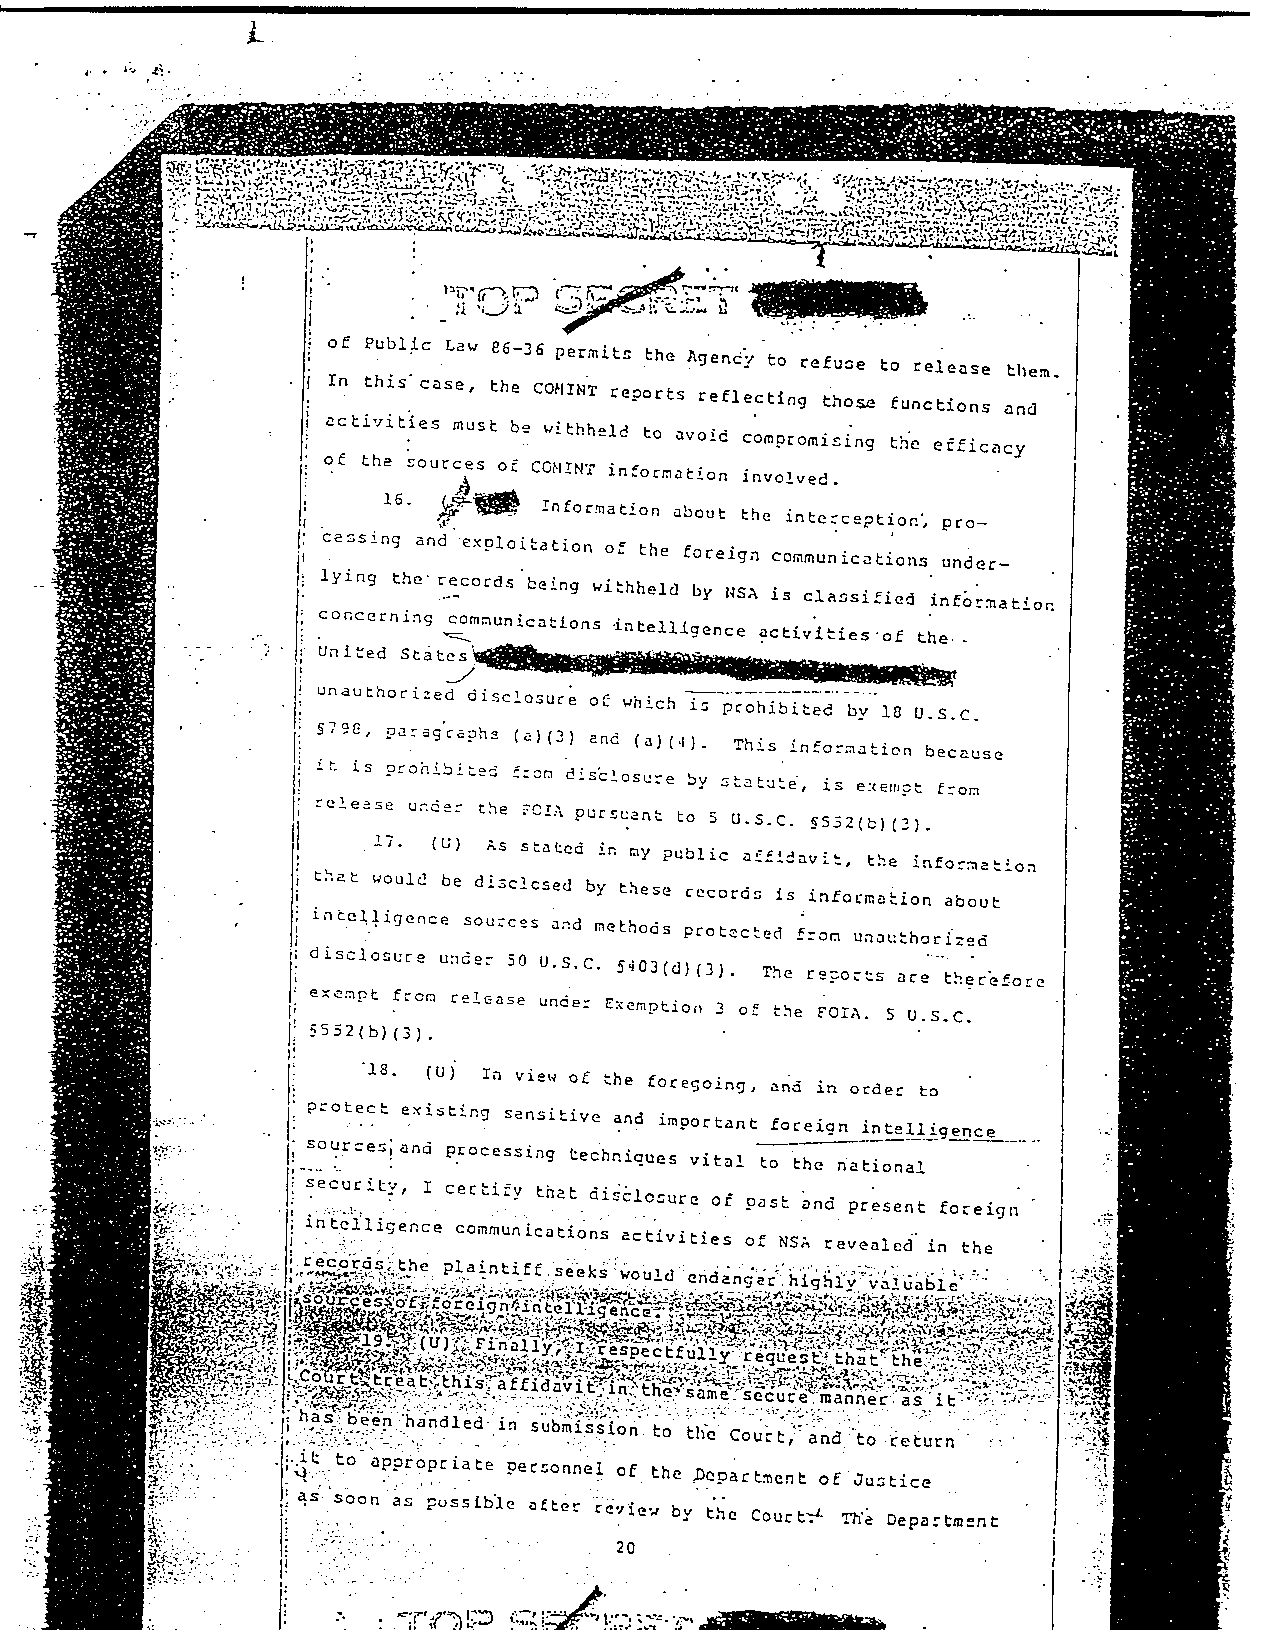 TOP SECRET
of Public Law 86-36 permits the Agency to refuse to release them.
In this case, the COMINT reports reflecting those functions and
activities must be withheld to avoid compromising the efficacy
of the sources of COMINT information involved.
16. Information about the interception, pro-
cessing and exploitation of the foreign communications under-
lying the records being withheld by NSA is classified information
concerning communications intelligence activities of the
United States
unauthorized disclosure of which is prohibited by 18 U.S.C.
§798, paragraphs (a)(3) and (a)(4). This information because
it is prohibited from disclosure by statute, is exempt from
release under the FOIA pursuant to 5 U.S.C. §552(b)(3).
17. (U) As stated in my public affidavit, the information
that would be disclosed by these records is information about
intelligence sources and methods protected from unauthorized
disclosure under 50 U.S.C. §403(d)(3). The reports are therefore
exempt from release under Exemption 3 of the FOIA. 5 U.S.C.
§552(b)(3).
18. (U) In view of the foregoing, and in order to
protect existing sensitive and important foreign intelligence
sources and processing techniques vital to the national
security, I certify that disclosure of past and present foreign
intelligence communications activities of NSA revealed in the
records the plaintiff seeks would endanger highly valuable
sources of foreign intelligence.
19. (U) Finally, I respectfully request that the
Court treat this affidavit in the same secure manner as it
has been handled in submission to the Court, and to return
it to appropriate personnel of the Department of Justice
as soon as possible after review by the Court. The Department
20
TOP SECRET